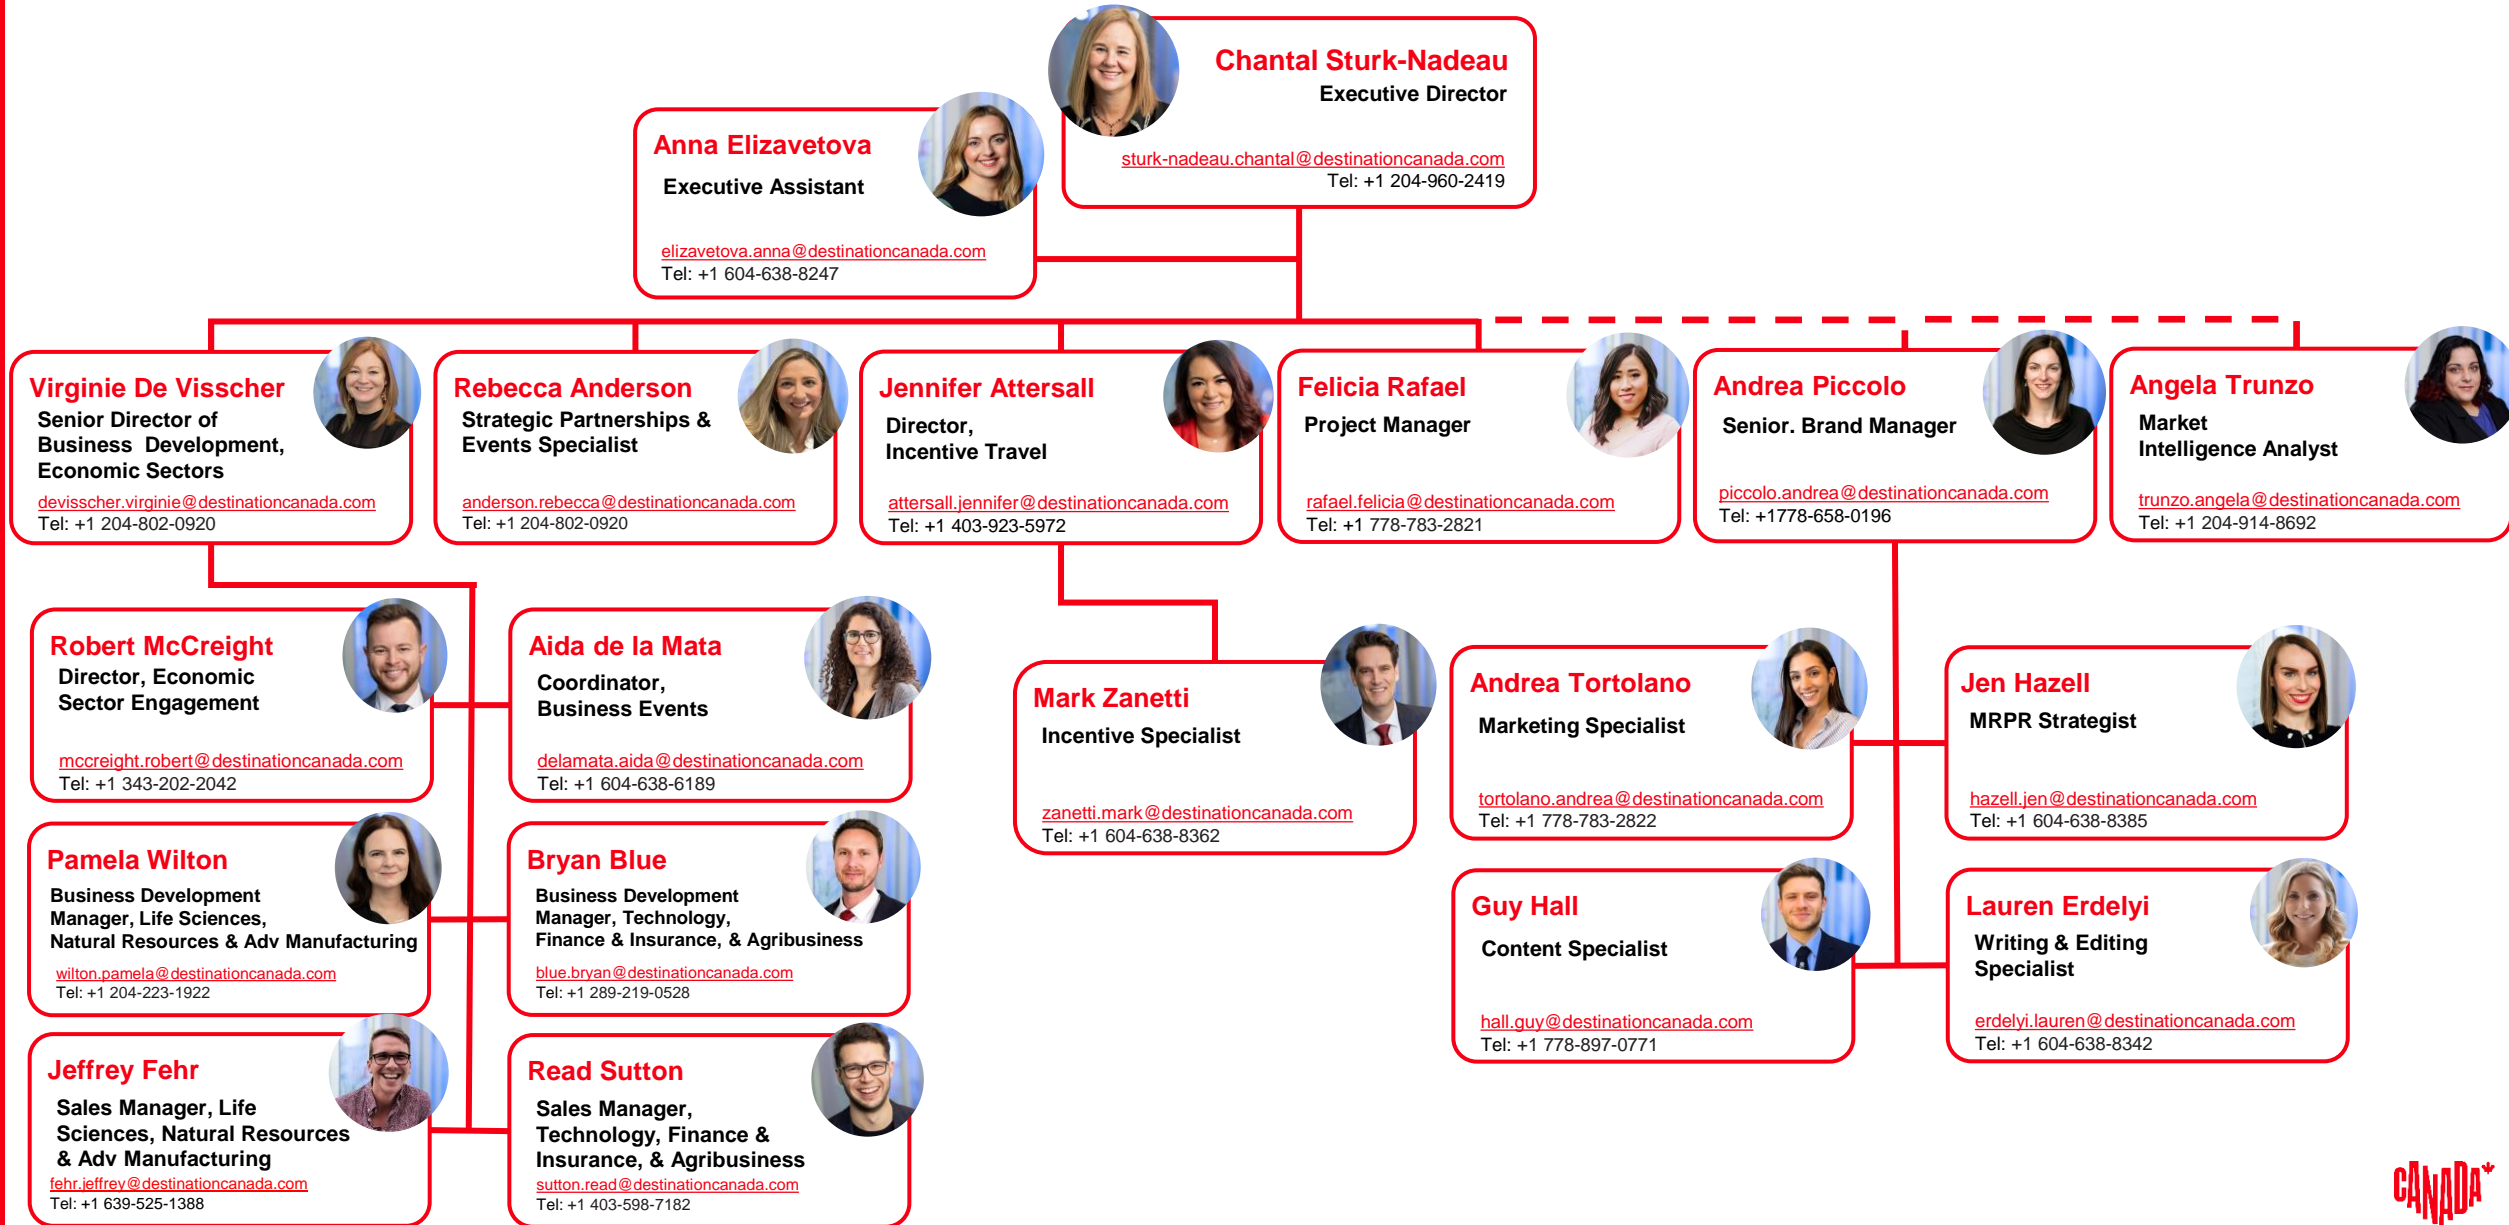 Chantal Sturk-Nadeau
Executive Director
sturk-nadeau.chantal@destinationcanada.com
Tel: +1 204-960-2419
Anna Elizavetova
Executive Assistant
elizavetova.anna@destinationcanada.com
Tel: +1 604-638-8247
Virginie De Visscher
Senior Director of
Business Development,
Economic Sectors
devisscher.virginie@destinationcanada.com
Tel: +1 204-802-0920
Rebecca Anderson
Strategic Partnerships &
Events Specialist
anderson.rebecca@destinationcanada.com
Tel: +1 204-802-0920
Jennifer Attersall
Director,
Incentive Travel
attersall.jennifer@destinationcanada.com
Tel: +1 403-923-5972
Felicia Rafael
Project Manager
rafael.felicia@destinationcanada.com
Tel: +1 778-783-2821
Andrea Piccolo
Senior. Brand Manager
piccolo.andrea@destinationcanada.com
Tel: +1778-658-0196
Angela Trunzo
Market
Intelligence Analyst
trunzo.angela@destinationcanada.com
Tel: +1 204-914-8692
Robert McCreight
Director, Economic
Sector Engagement
mccreight.robert@destinationcanada.com
Tel: +1 343-202-2042
Aida de la Mata
Coordinator,
Business Events
delamata.aida@destinationcanada.com
Tel: +1 604-638-6189
Mark Zanetti
Incentive Specialist
zanetti.mark@destinationcanada.com
Tel: +1 604-638-8362
Andrea Tortolano
Marketing Specialist
tortolano.andrea@destinationcanada.com
Tel: +1 778-783-2822
Jen Hazell
MRPR Strategist
hazell.jen@destinationcanada.com
Tel: +1 604-638-8385
Pamela Wilton
Business Development
Manager, Life Sciences,
Natural Resources & Adv Manufacturing
wilton.pamela@destinationcanada.com
Tel: +1 204-223-1922
Bryan Blue
Business Development
Manager, Technology,
Finance & Insurance, & Agribusiness
blue.bryan@destinationcanada.com
Tel: +1 289-219-0528
Guy Hall
Content Specialist
hall.guy@destinationcanada.com
Tel: +1 778-897-0771
Lauren Erdelyi
Writing & Editing
Specialist
erdelyi.lauren@destinationcanada.com
Tel: +1 604-638-8342
Jeffrey Fehr
Sales Manager, Life
Sciences, Natural Resources
& Adv Manufacturing
fehr.jeffrey@destinationcanada.com
Tel: +1 639-525-1388
Read Sutton
Sales Manager,
Technology, Finance &
Insurance, & Agribusiness
sutton.read@destinationcanada.com
Tel: +1 403-598-7182
CANADA